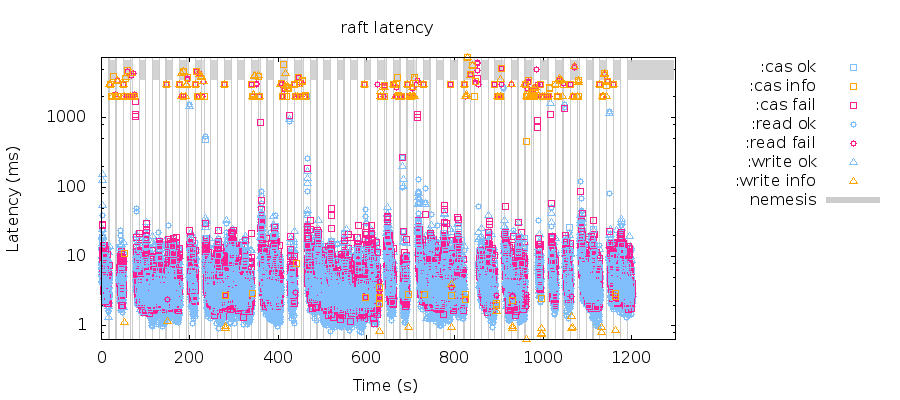 raft latency
Latency (ms)
1000
100
10
1
0 200 400 600 800 1000 1200
Time (s)
:cas ok
:cas info
:cas fail
:read ok
:read fail
:write ok
:write info
nemesis